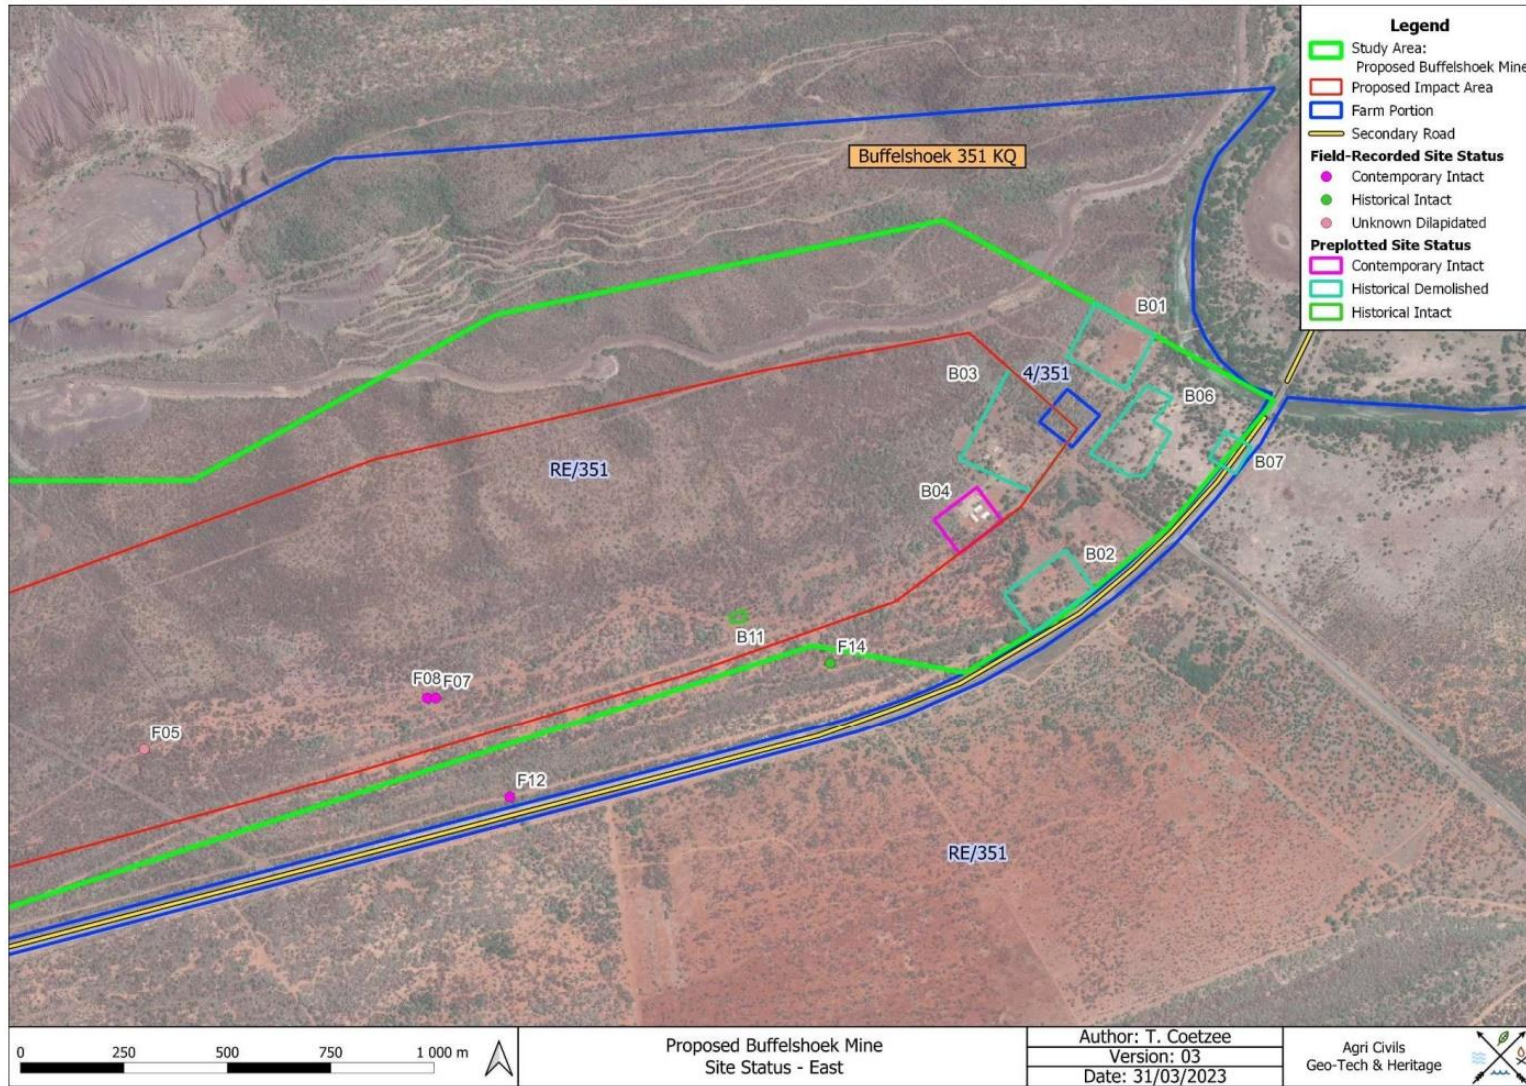 Legend
Study Area:
Proposed Buffelshoek Mine
Proposed Impact Area
Farm Portion
Secondary Road
Field-Recorded Site Status
Contemporary Intact
Historical Intact
Unknown Dilapidated
Preplotted Site Status
Contemporary Intact
Historical Demolished
Historical Intact
Buffelshoek 351 KQ
B01
B03
4/351
B06
RE/351
B07
B04
B02
B11
F14
F08
F07
F05
F12
RE/351
0 250 500 750 1 000 m
Proposed Buffelshoek Mine
Site Status - East
Author: T. Coetzee
Version: 03
Date: 31/03/2023
Agri Civils
Geo-Tech & Heritage